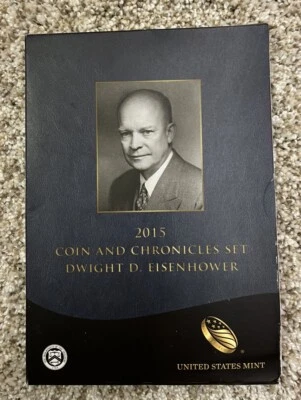 2015
COIN AND CHRONICLES SET
DWIGHT D. EISENHOWER
UNITED STATES MINT